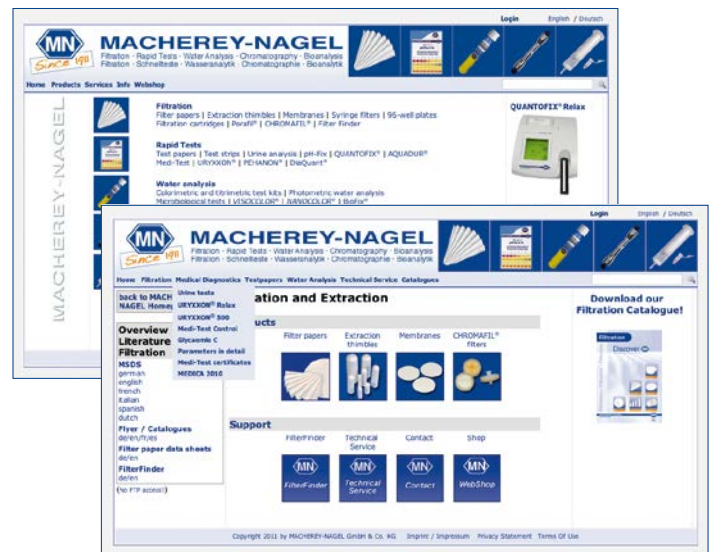 Login English / Deutsch
MN
Since 1911
MACHEREY-NAGEL
Filtration · Rapid Tests · Water Analysis · Chromatography · Bioanalysis
Filtration · Schnellteste · Wasseranalytik · Chromatographie · Bioanalytik
Home Products Services Info Webshop
MACHEREY-NAGEL
Filtration
Filter papers | Extraction thimbles | Membranes | Syringe filters | 96-well plates
Filtration cartridges | Porafil® | CHROMAFIL® | Filter Finder
Rapid Tests
Test papers | Test strips | Urine analysis | pH-Fix | QUANTOFIX® | AQUADUR®
Medi-Test | URYXXON® | PEHANON® | DiaQuant®
Water analysis
Colorimetric and titrimetric test kits | Photometric water analysis
Microbiological tests | VISOCOLOR® | NANOCOLOR® | BioFix®
QUANTOFIX® Relax
Login English / Deutsch
MN
Since 1911
MACHEREY-NAGEL
Filtration · Rapid Tests · Water Analysis · Chromatography · Bioanalysis
Filtration · Schnellteste · Wasseranalytik · Chromatographie · Bioanalytik
Home Filtration Medical Diagnostics Testpapers Water Analysis Technical Service Catalogues
back to MACH
NAGEL Homep
Urine tests
URYXXON® Relax
URYXXON® 500
Medi-Test Control
Glycaemic C
Parameters in detail
Medi-Test certificates
MEDICA 2010
Overview
Literature
Filtration
MSDS
german
english
french
italian
spanish
dutch
Flyer / Catalogues
de/en/fr/es
Filter paper data sheets
de/en
FilterFinder
de/en
(no FTP access!)
ation and Extraction
ucts
Filter papers
Extraction thimbles
Membranes
CHROMAFIL® filters
Support
FilterFinder
Technical Service
Contact
Shop
MN FilterFinder
MN Technical Service
MN Contact
MN WebShop
Download our
Filtration Catalogue!
Filtration
Discover
Copyright 2011 by MACHEREY-NAGEL GmbH & Co. KG Imprint / Impressum Privacy Statement Terms Of Use